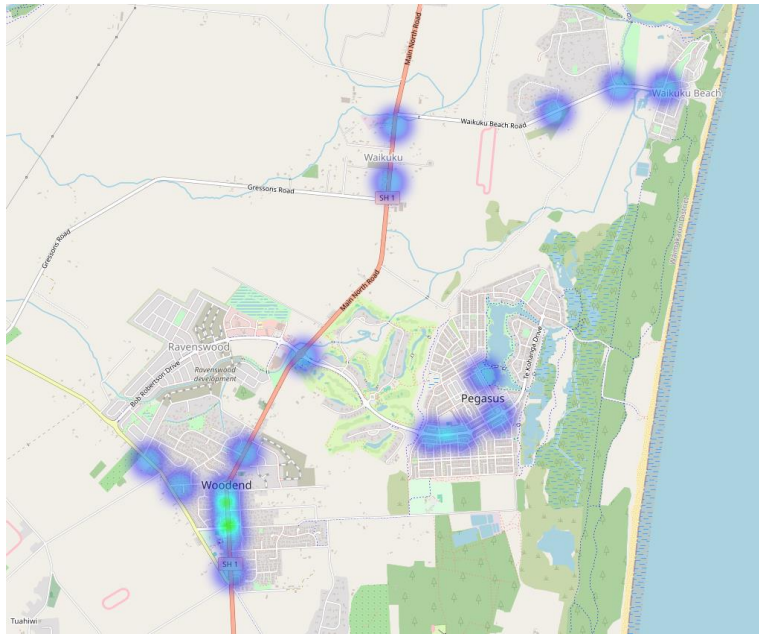 Main North Road
Waikuku Beach
Waikuku Beach Road
Waikuku
Gressons Road
SH 1
Gressons Road
Main North Road
Ravenswood
Ravenswood
development
Bob Robertson Drive
Te Kohanga Drive
Pegasus
Woodend
SH 1
Tuahiwi